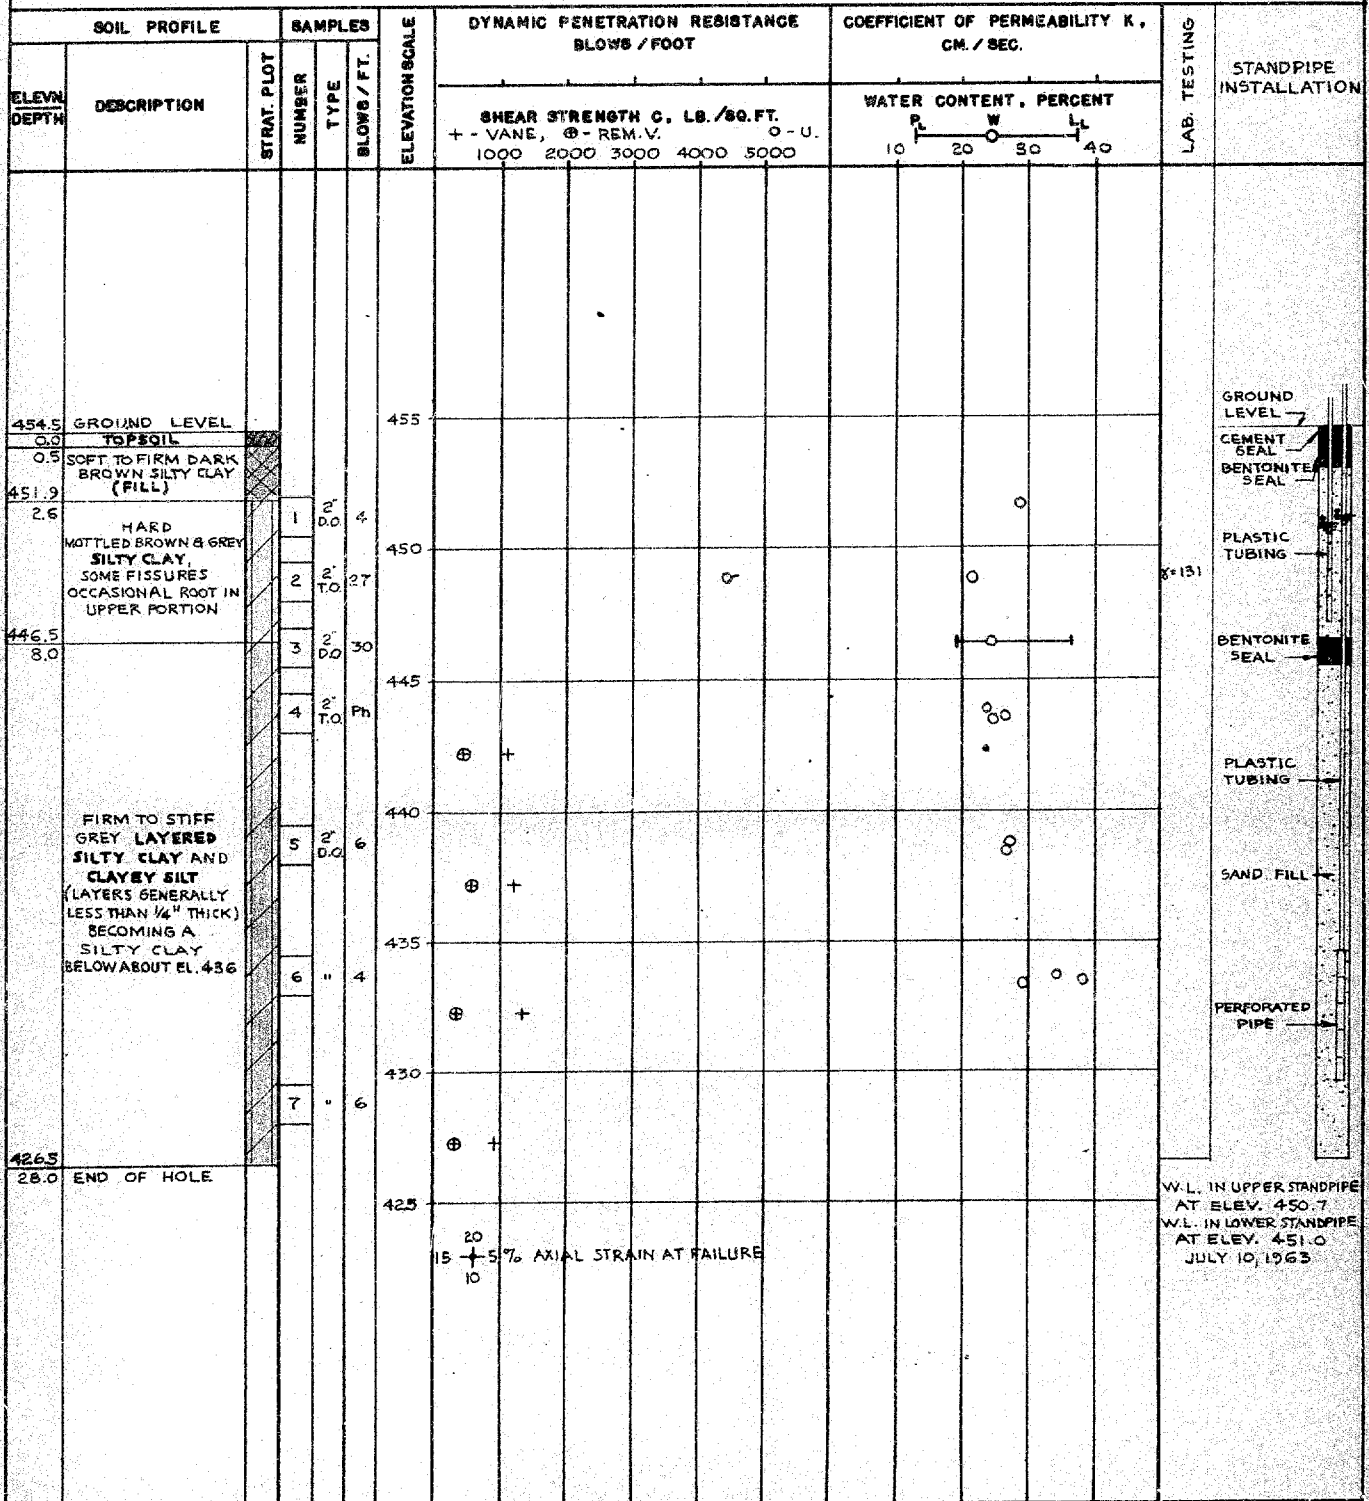 SOIL PROFILE
SAMPLES
ELEVATION SCALE
DYNAMIC PENETRATION RESISTANCE
BLOWS / FOOT
COEFFICIENT OF PERMEABILITY K,
CM. / SEC.
LAB. TESTING
STANDPIPE
INSTALLATION
ELEVN.
DEPTH
DESCRIPTION
STRAT. PLOT
NUMBER
TYPE
BLOWS / FT.
SHEAR STRENGTH C, LB./SQ.FT.
+ - VANE, ⊕ - REM.V. O - U.
1000 2000 3000 4000 5000
WATER CONTENT, PERCENT
PL W LL
10 20 30 40
454.5 GROUND LEVEL
0.0 TOPSOIL
0.5 SOFT TO FIRM DARK
BROWN SILTY CLAY
(FILL)
451.9
2.6
HARD
MOTTLED BROWN & GREY
SILTY CLAY,
SOME FISSURES
OCCASIONAL ROOT IN
UPPER PORTION
446.5
8.0
FIRM TO STIFF
GREY LAYERED
SILTY CLAY AND
CLAYEY SILT
(LAYERS GENERALLY
LESS THAN 1/4" THICK)
BECOMING A
SILTY CLAY
BELOW ABOUT EL. 436
426.5
28.0 END OF HOLE
1 2" D.O. 4
2 2" T.O. 27
3 2" D.O. 30
4 2" T.O. Ph
5 2" D.O. 6
6 " 4
7 " 6
455
450
445
440
435
430
425
γ=131
GROUND
LEVEL
CEMENT
SEAL
BENTONITE
SEAL
PLASTIC
TUBING
BENTONITE
SEAL
PLASTIC
TUBING
SAND FILL
PERFORATED
PIPE
W.L. IN UPPER STANDPIPE
AT ELEV. 450.7
W.L. IN LOWER STANDPIPE
AT ELEV. 451.0
JULY 10, 1963
20
15 + 5 % AXIAL STRAIN AT FAILURE
10